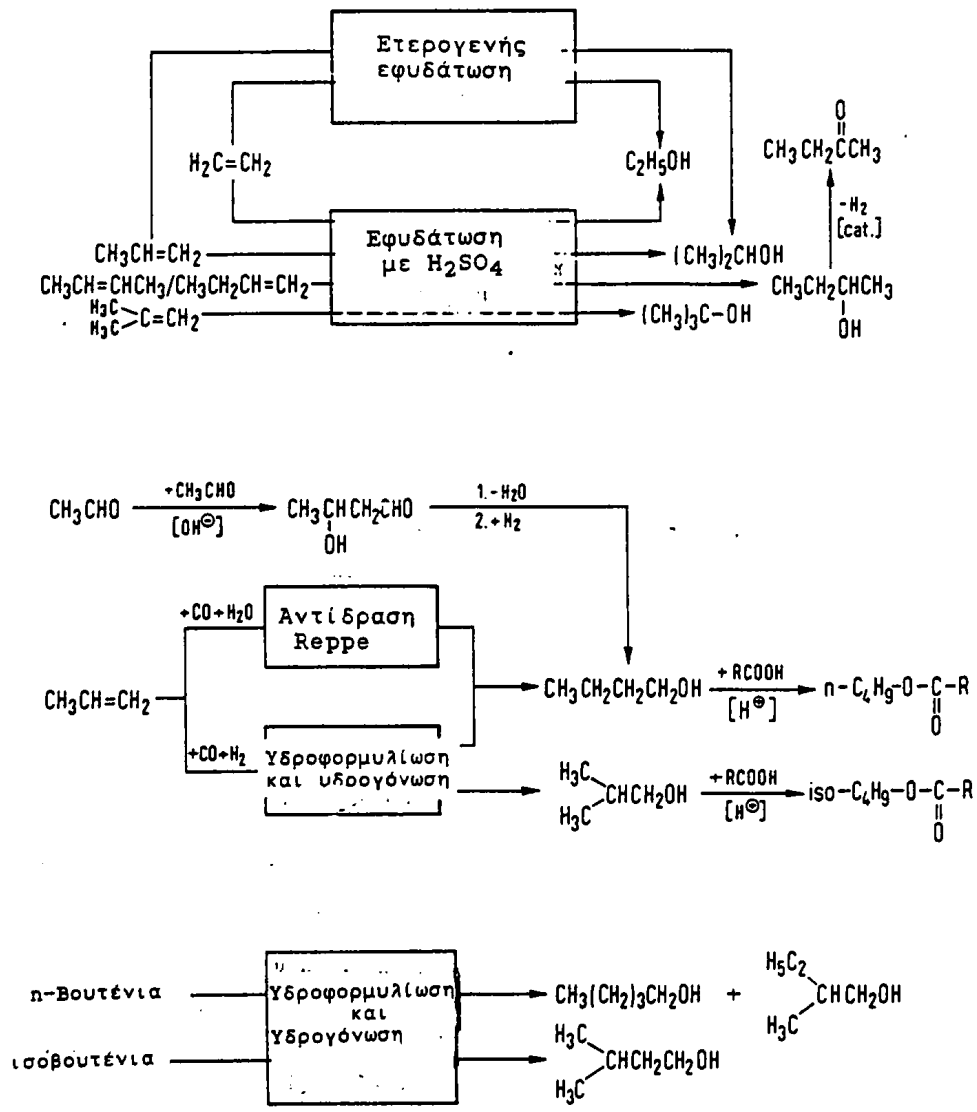 Ετερογενής
εφυδάτωση
O
CH₃CH₂CCH₃
H₂C=CH₂
C₂H₅OH
-H₂
[cat.]
Εφυδάτωση
με H₂SO₄
CH₃CH=CH₂
(CH₃)₂CHOH
CH₃CH=CHCH₃/CH₃CH₂CH=CH₂
CH₃CH₂CHCH₃
OH
H₃C
H₃C
C=CH₂
(CH₃)₃C-OH
CH₃CHO
+CH₃CHO
[OH⊖]
CH₃CHCH₂CHO
OH
1.-H₂O
2.+H₂
+CO+H₂O
Αντίδραση
Reppe
CH₃CH=CH₂
CH₃CH₂CH₂CH₂OH
+RCOOH
[H⊕]
n-C₄H₉-O-C-R
O
+CO+H₂
Υδροφορμυλίωση
και υδρογόνωση
H₃C
H₃C
CHCH₂OH
+RCOOH
[H⊕]
iso-C₄H₉-O-C-R
O
n-Βουτένια
Υδροφορμυλίωση
και
Υδρογόνωση
CH₃(CH₂)₃CH₂OH
+
H₅C₂
H₃C
CHCH₂OH
ισοβουτένια
H₃C
H₃C
CHCH₂CH₂OH